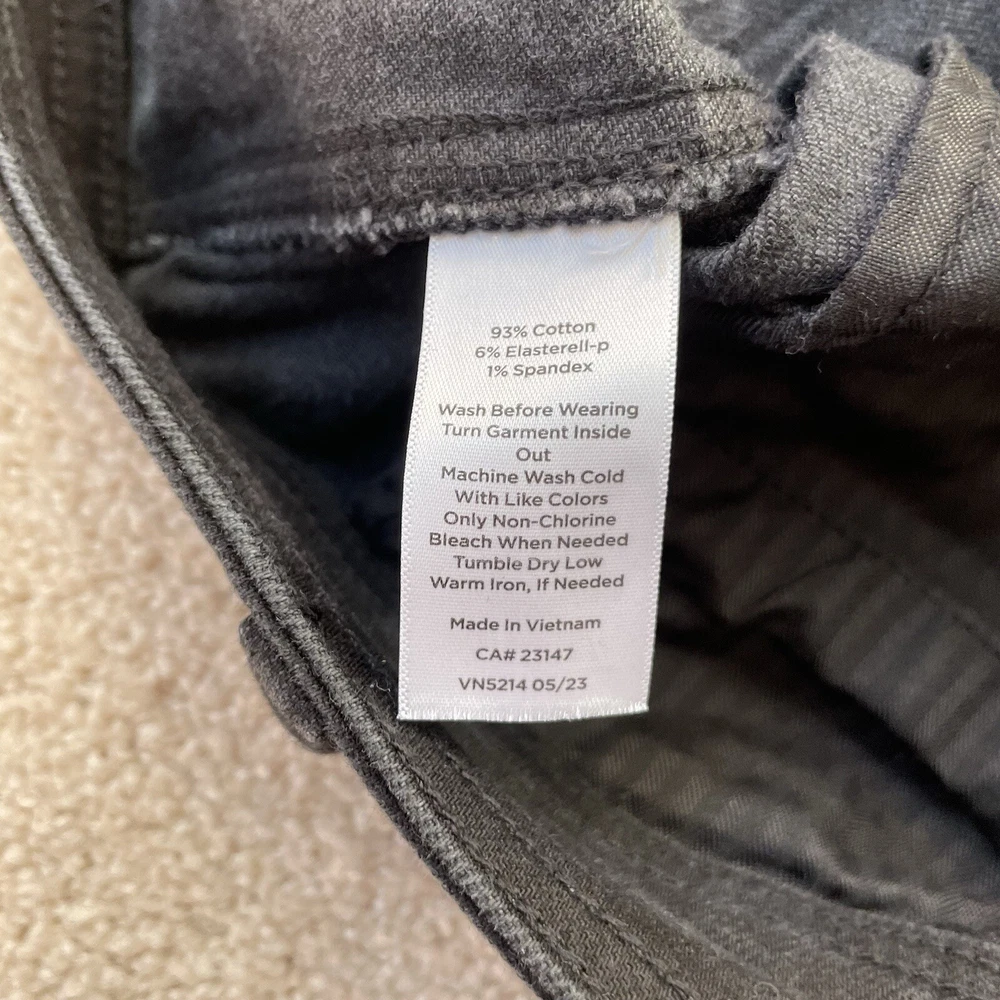 93% Cotton
6% Elasterell-p
1% Spandex
Wash Before Wearing
Turn Garment Inside
Out
Machine Wash Cold
With Like Colors
Only Non-Chlorine
Bleach When Needed
Tumble Dry Low
Warm Iron, If Needed
Made In Vietnam
CA# 23147
VN5214 05/23